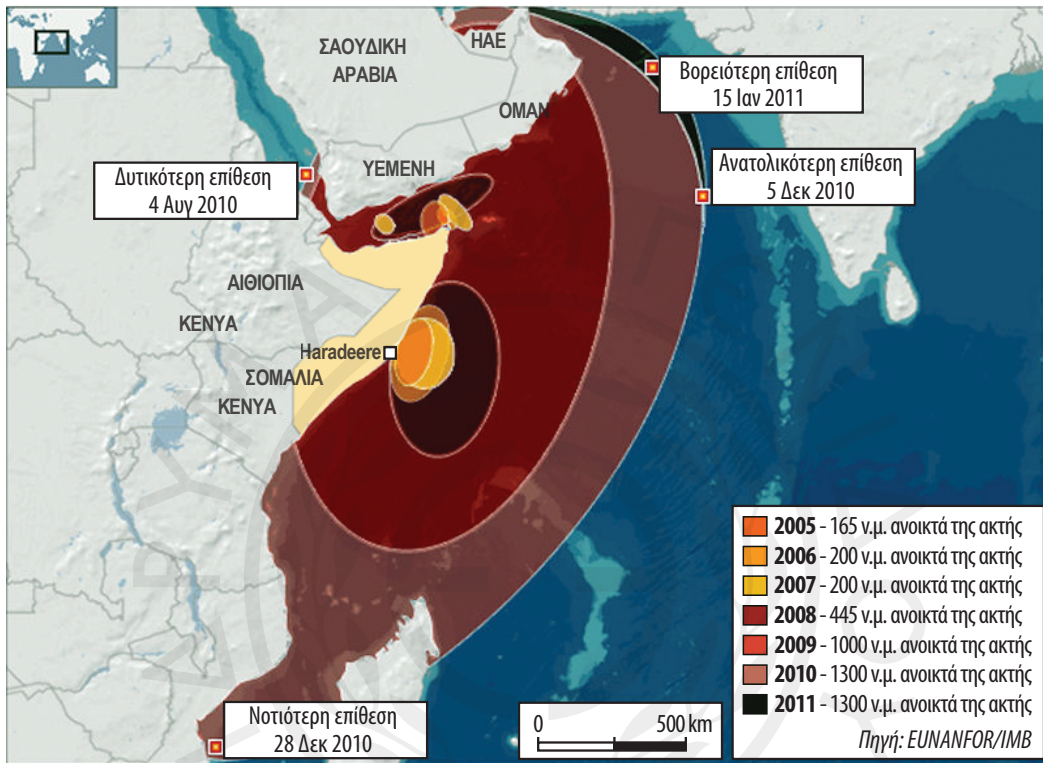 ΣΑΟΥΔΙΚΗ
ΑΡΑΒΙΑ
ΗΑΕ
ΟΜΑΝ
Βορειότερη επίθεση
15 Ιαν 2011
ΥΕΜΕΝΗ
Δυτικότερη επίθεση
4 Αυγ 2010
Ανατολικότερη επίθεση
5 Δεκ 2010
ΑΙΘΙΟΠΙΑ
ΚΕΝΥΑ
Haradeere
ΣΟΜΑΛΙΑ
ΚΕΝΥΑ
2005 - 165 ν.μ. ανοικτά της ακτής
2006 - 200 ν.μ. ανοικτά της ακτής
2007 - 200 ν.μ. ανοικτά της ακτής
2008 - 445 ν.μ. ανοικτά της ακτής
2009 - 1000 ν.μ. ανοικτά της ακτής
2010 - 1300 ν.μ. ανοικτά της ακτής
2011 - 1300 ν.μ. ανοικτά της ακτής
Πηγή: EUNANFOR/IMB
Νοτιότερη επίθεση
28 Δεκ 2010
0 500 km